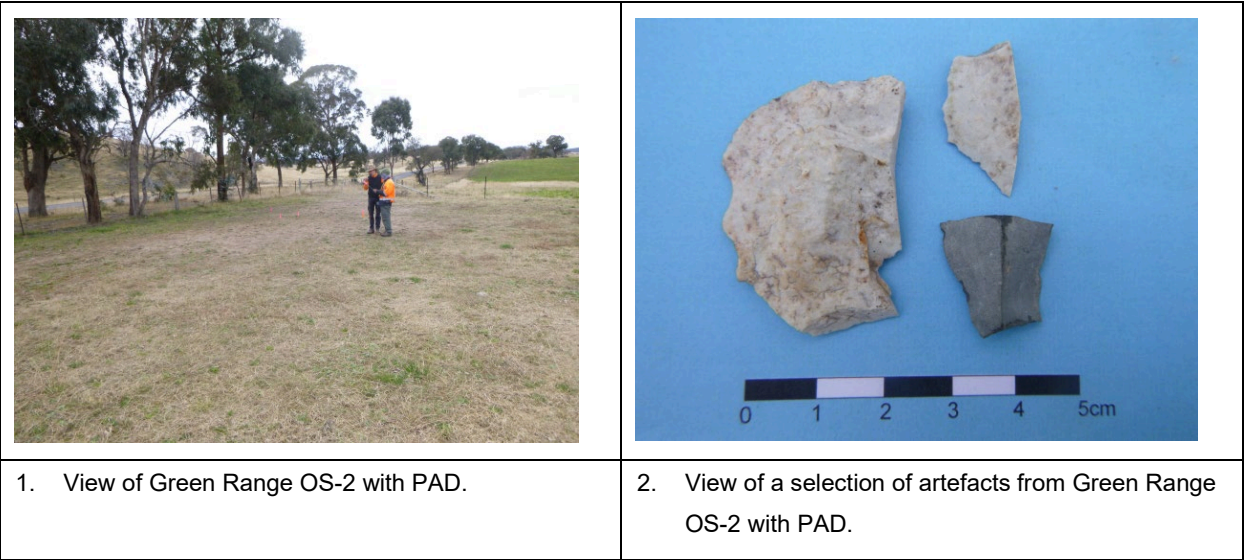 0 1 2 3 4 5cm
1. View of Green Range OS-2 with PAD.
2. View of a selection of artefacts from Green Range
OS-2 with PAD.